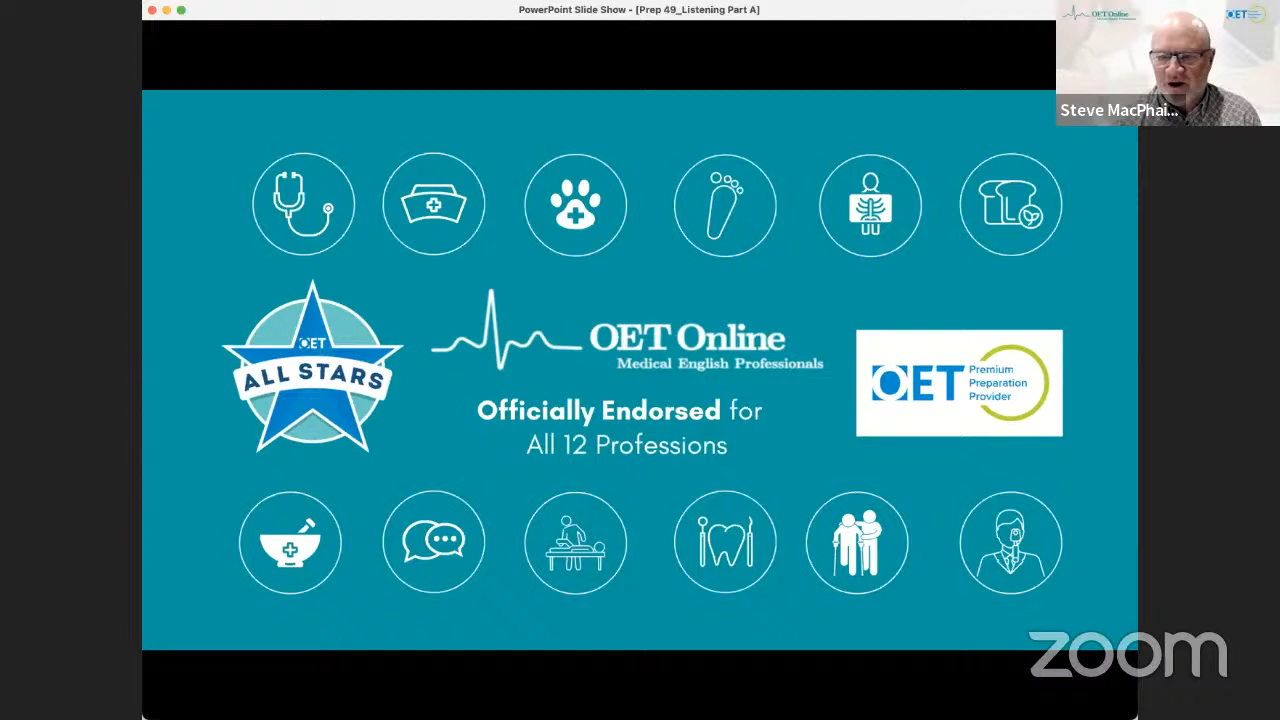 PowerPoint Slide Show - [Prep 49_Listening Part A]
OET Online
OET
Steve MacPhai...
OET
ALL STARS
OET Online
Medical English Professionals
Officially Endorsed for
All 12 Professions
OET
Premium
Preparation
Provider
zoom